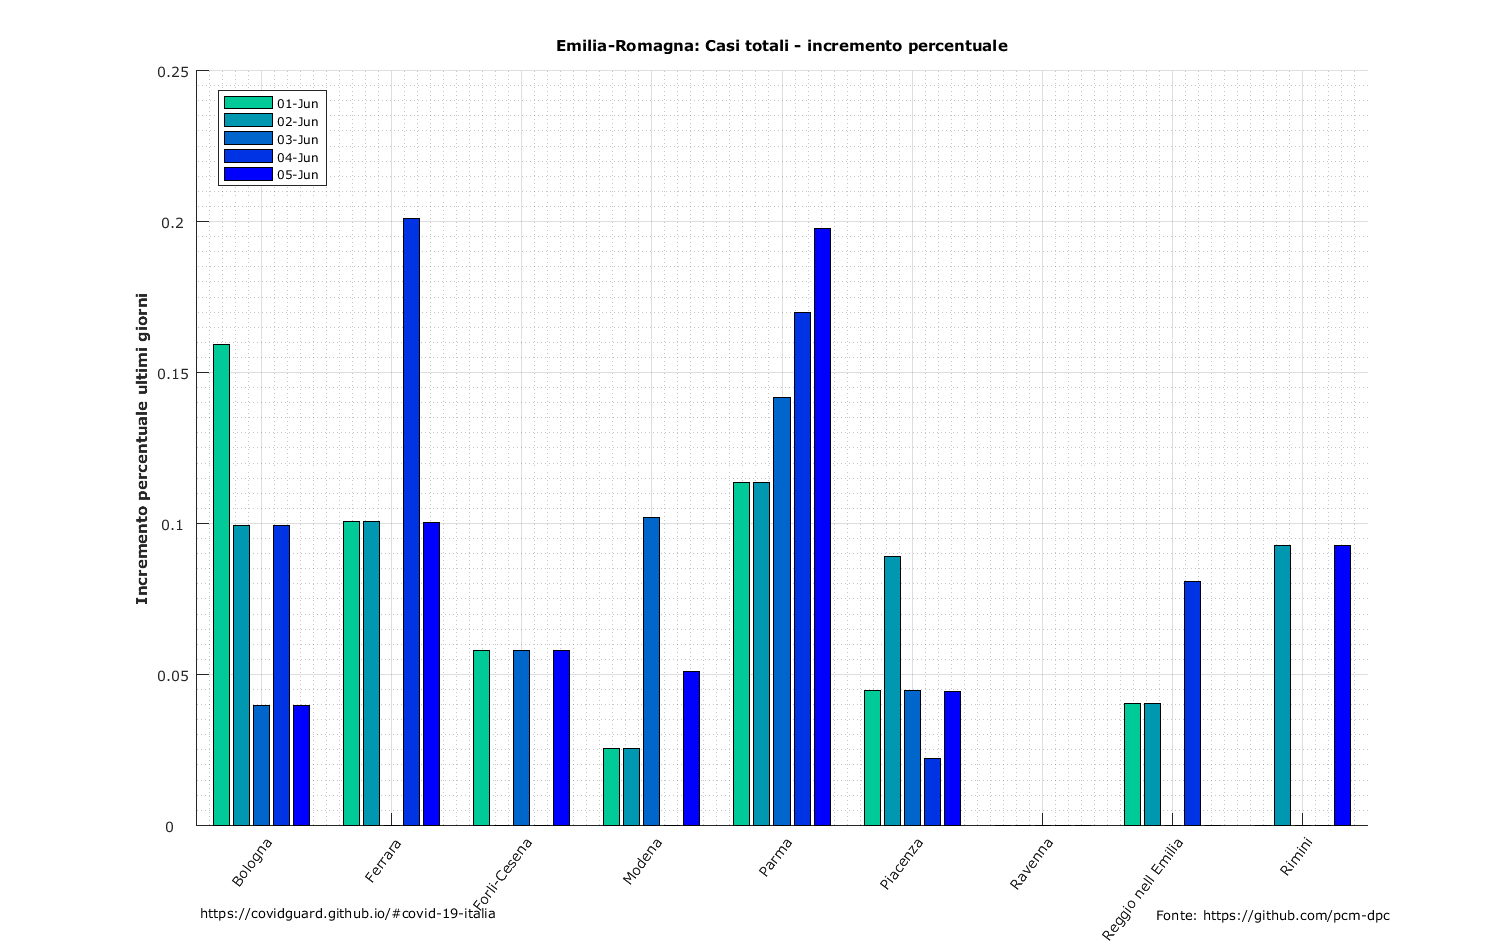 Emilia-Romagna: Casi totali - incremento percentuale
0.25
0.2
0.15
0.1
0.05
0
Incremento percentuale ultimi giorni
01-Jun
02-Jun
03-Jun
04-Jun
05-Jun
Bologna
Ferrara
Forlì-Cesena
Modena
Parma
Piacenza
Ravenna
Reggio nell Emilia
Rimini
https://covidguard.github.io/#covid-19-italia
Fonte: https://github.com/pcm-dpc